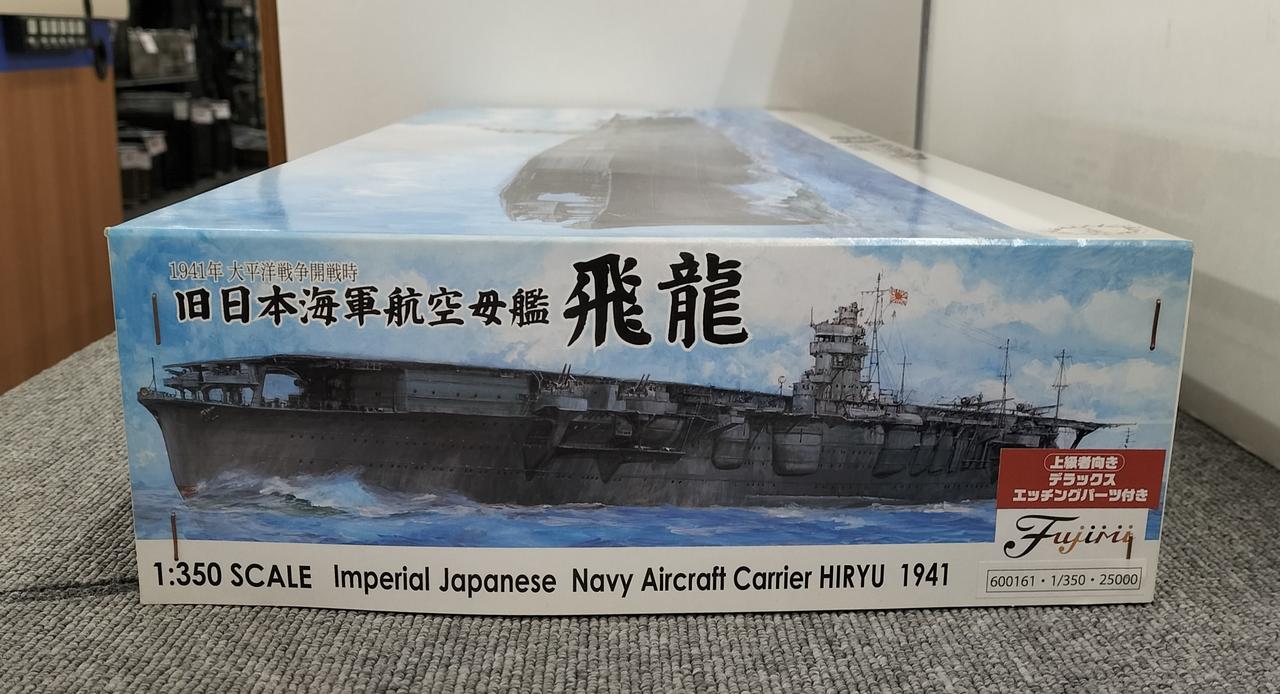 1941年 太平洋戦争開戦時
旧日本海軍航空母艦 飛龍
上級者向き
デラックス
エッチングパーツ付き
Fujimi
1:350 SCALE Imperial Japanese Navy Aircraft Carrier HIRYU 1941
600161・1/350・25000